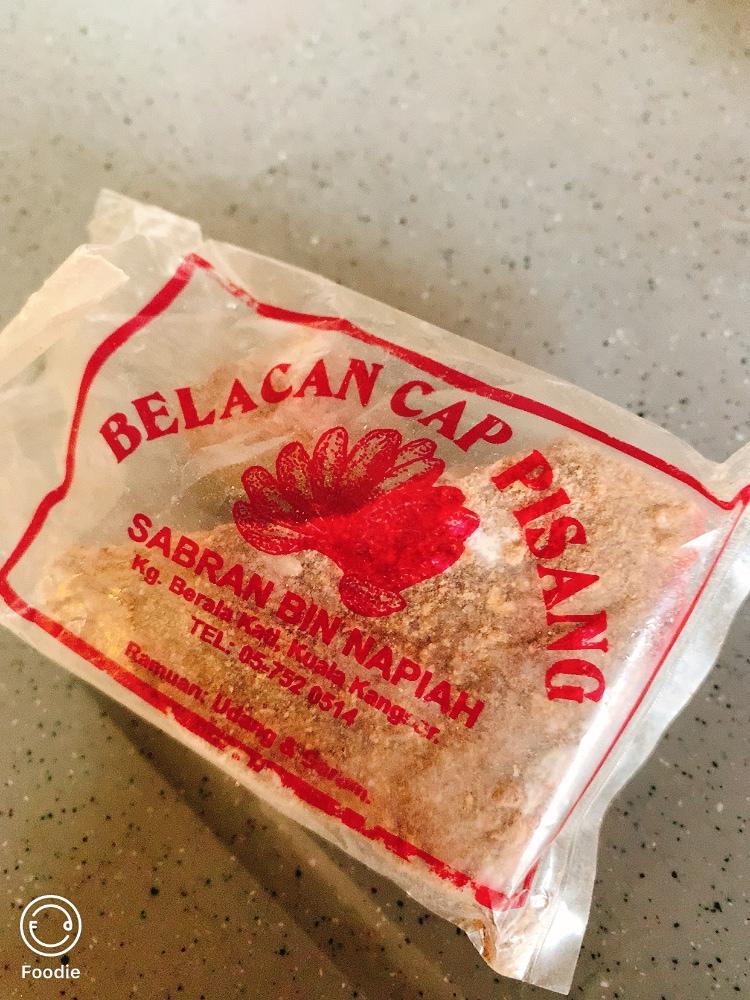 BELACAN CAP PISANG
SABRAN BIN NAPIAH
Kg. Berala Kati, Kuala Kangsar.
TEL: 05-752 0514
Ramuan: Udang & Garam.
Foodie